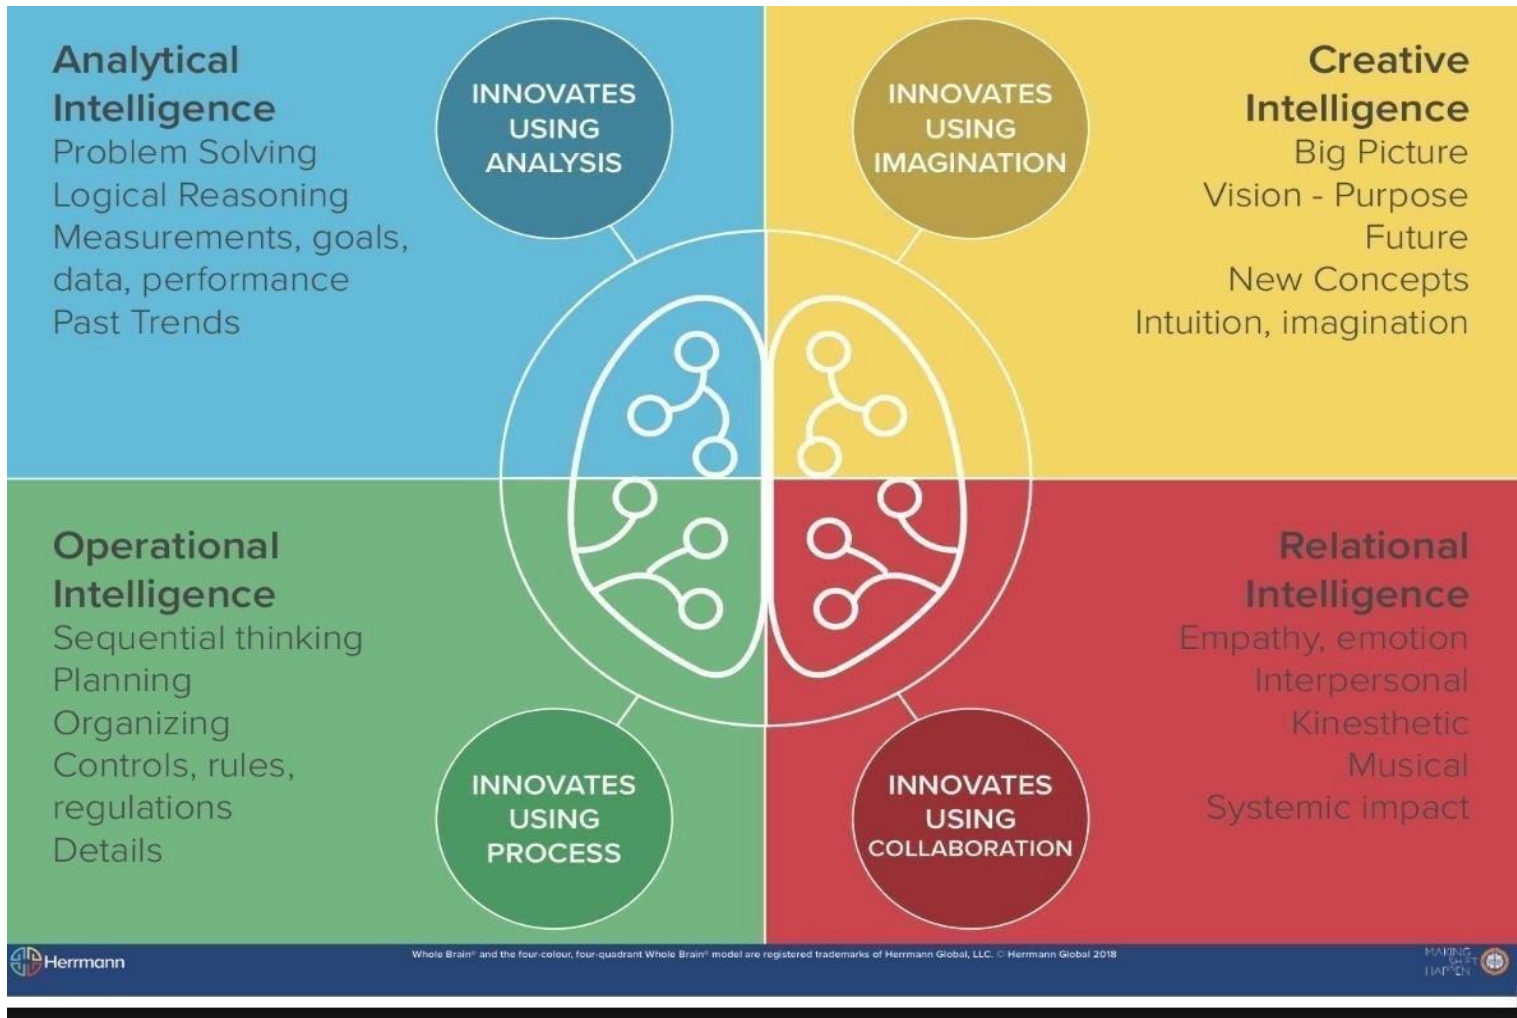 Analytical
Intelligence
Problem Solving
Logical Reasoning
Measurements, goals,
data, performance
Past Trends
INNOVATES
USING
ANALYSIS
INNOVATES
USING
IMAGINATION
Creative
Intelligence
Big Picture
Vision - Purpose
Future
New Concepts
Intuition, imagination
Operational
Intelligence
Sequential thinking
Planning
Organizing
Controls, rules,
regulations
Details
INNOVATES
USING
PROCESS
INNOVATES
USING
COLLABORATION
Relational
Intelligence
Empathy, emotion
Interpersonal
Kinesthetic
Musical
Systemic impact
Herrmann
Whole Brain® and the four-colour, four-quadrant Whole Brain® model are registered trademarks of Herrmann Global, LLC. © Herrmann Global 2018
MAKING
SHIFT
HAPPEN